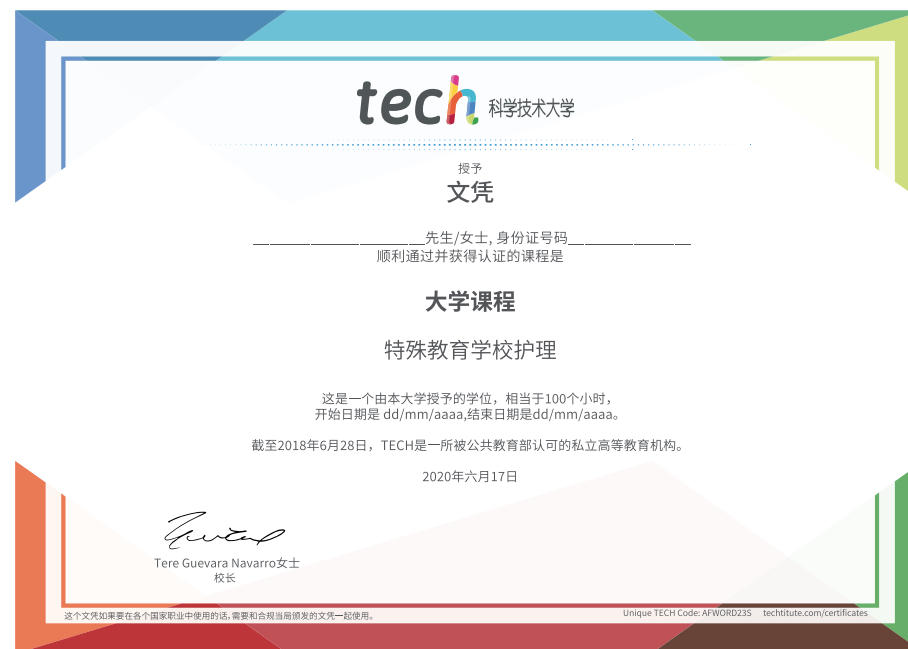 tech 科学技术大学
授予
文凭
________________________先生/女士, 身份证号码_________________
顺利通过并获得认证的课程是
大学课程
特殊教育学校护理
这是一个由本大学授予的学位，相当于100个小时，
开始日期是 dd/mm/aaaa,结束日期是dd/mm/aaaa。
截至2018年6月28日，TECH是一所被公共教育部认可的私立高等教育机构。
2020年六月17日
Tere Guevara Navarro女士
校长
这个文凭如果要在各个国家职业中使用的话,需要和合规当局颁发的文凭一起使用。
Unique TECH Code: AFWORD23S techtitute.com/certificates